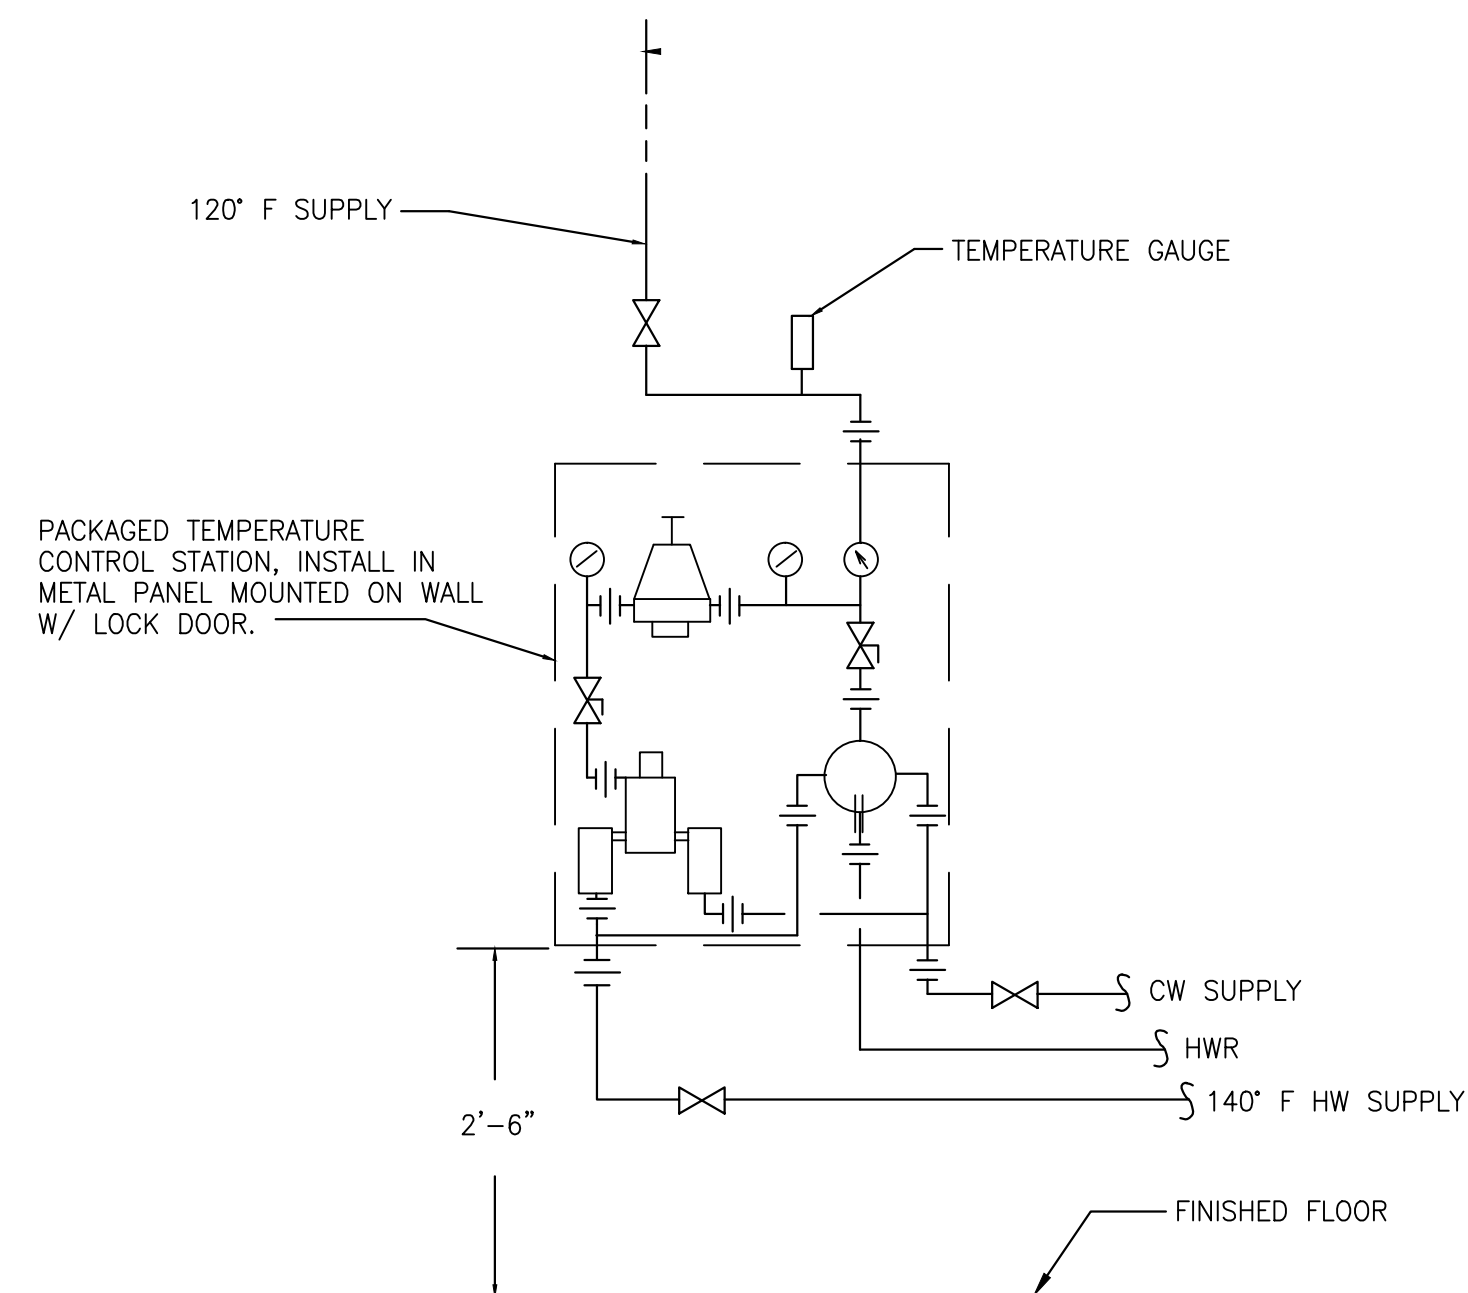 120° F SUPPLY
TEMPERATURE GAUGE
PACKAGED TEMPERATURE
CONTROL STATION, INSTALL IN
METAL PANEL MOUNTED ON WALL
W/ LOCK DOOR.
CW SUPPLY
HWR
140° F HW SUPPLY
2'-6"
FINISHED FLOOR